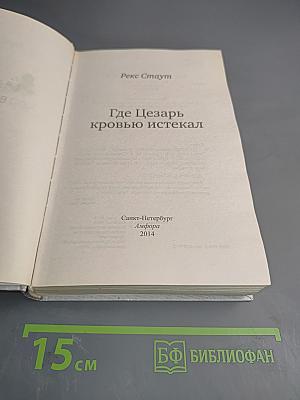 Рекс Стаут
Где Цезарь
кровью истекал
Санкт-Петербург
Амфора
2014
15 см
БФ БИБЛИОФАН